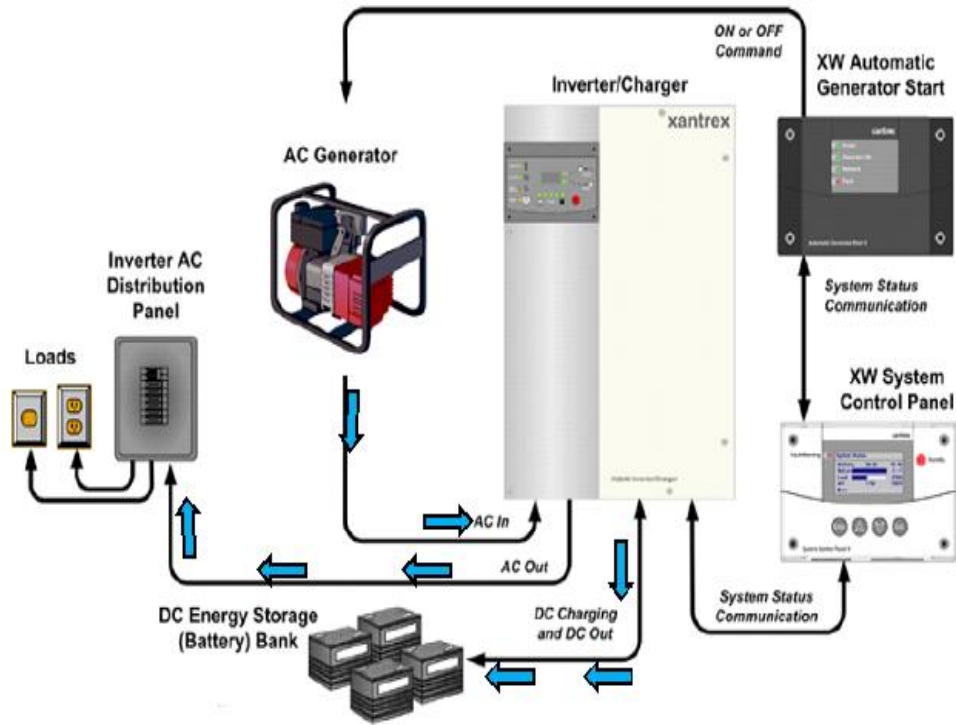 ON or OFF
Command
XW Automatic
Generator Start
Inverter/Charger
xantrex
xantrex
AC Generator
Inverter AC
Distribution
Panel
System Status
Communication
Loads
XW System
Control Panel
xantrex
AC In
AC Out
DC Energy Storage
(Battery) Bank
DC Charging
and DC Out
System Status
Communication